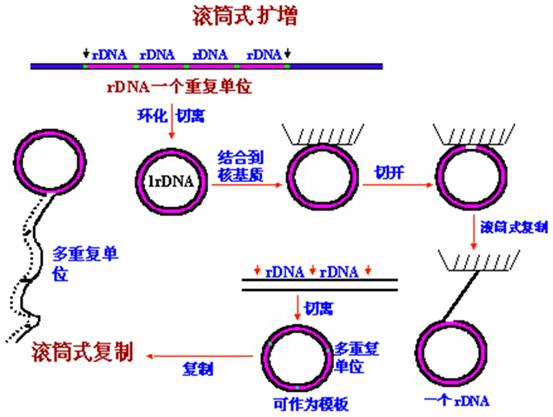 滚筒式扩增
rDNA rDNA rDNA rDNA
rDNA一个重复单位
环化 切离
1rDNA
结合到
核基质
切开
滚筒式复制
多重复单
位
rDNA rDNA
切离
多重复
单位
可作为模板
复制
滚筒式复制
一个 rDNA